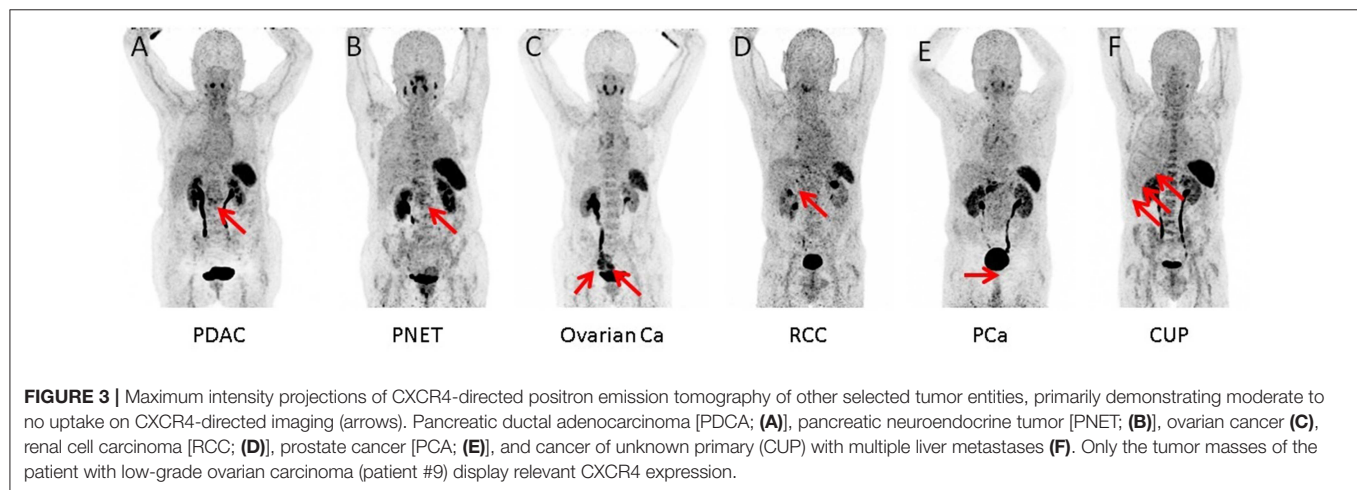 A
B
C
D
E
F
PDAC
PNET
Ovarian Ca
RCC
PCa
CUP
FIGURE 3 | Maximum intensity projections of CXCR4-directed positron emission tomography of other selected tumor entities, primarily demonstrating moderate to
no uptake on CXCR4-directed imaging (arrows). Pancreatic ductal adenocarcinoma [PDCA; (A)], pancreatic neuroendocrine tumor [PNET; (B)], ovarian cancer (C),
renal cell carcinoma [RCC; (D)], prostate cancer [PCA; (E)], and cancer of unknown primary (CUP) with multiple liver metastases (F). Only the tumor masses of the
patient with low-grade ovarian carcinoma (patient #9) display relevant CXCR4 expression.